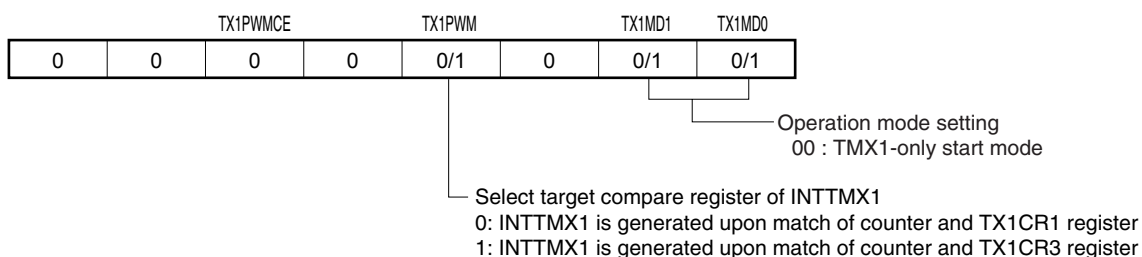 TX1PWMCE TX1PWM TX1MD1 TX1MD0
0 0 0 0 0/1 0 0/1 0/1
Operation mode setting
00 : TMX1-only start mode
Select target compare register of INTTMX1
0: INTTMX1 is generated upon match of counter and TX1CR1 register
1: INTTMX1 is generated upon match of counter and TX1CR3 register